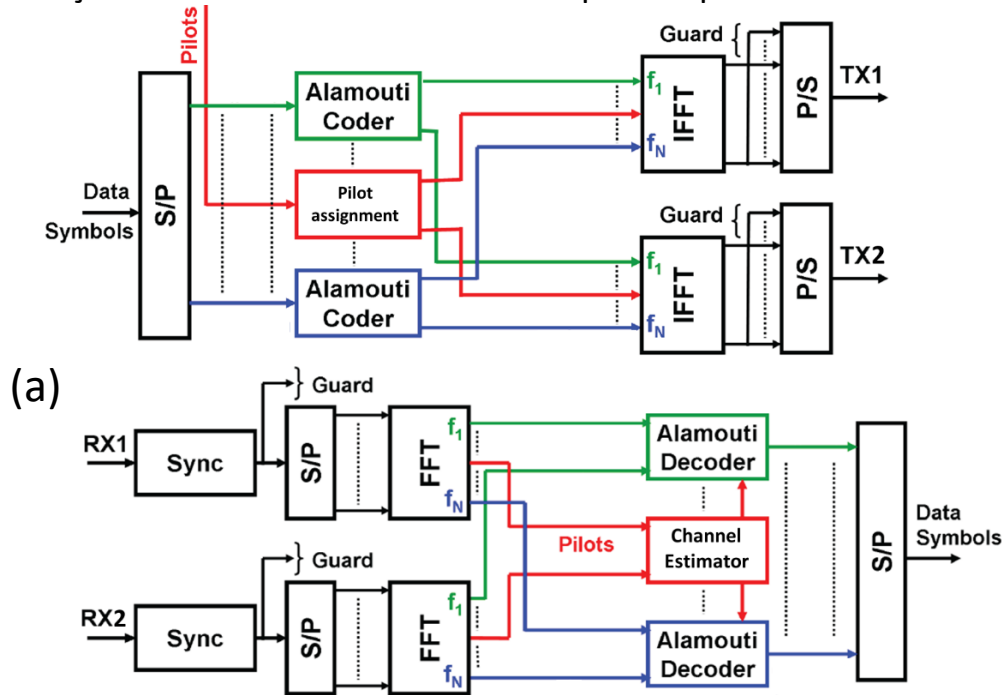 Pilots
Guard {
TX1
P/S
Alamouti
Coder
f1
IFFT
fN
S/P
Data
Symbols
Pilot
assignment
Guard {
TX2
P/S
Alamouti
Coder
f1
IFFT
fN
(a)
} Guard
RX1
Sync
S/P
FFT
f1
fN
Alamouti
Decoder
S/P
Data
Symbols
Pilots
Channel
Estimator
} Guard
RX2
Sync
S/P
FFT
f1
fN
Alamouti
Decoder